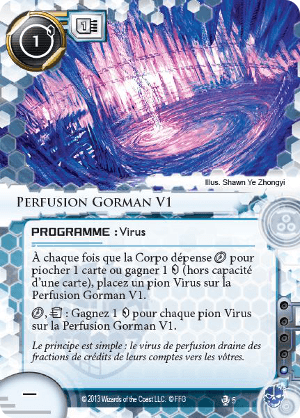 1
1
Illus. Shawn Ye Zhongyi
PERFUSION GORMAN V1
PROGRAMME : Virus
À chaque fois que la Corpo dépense pour
piocher 1 carte ou gagner 1 (hors capacité
d'une carte), placez un pion Virus sur la
Perfusion Gorman V1.
, : Gagnez 1 pour chaque pion Virus
sur la Perfusion Gorman V1.
Le principe est simple : le virus de perfusion draine des
fractions de crédits de leurs comptes vers les vôtres.
—
© 2013 Wizards of the Coast LLC. © FFG
5